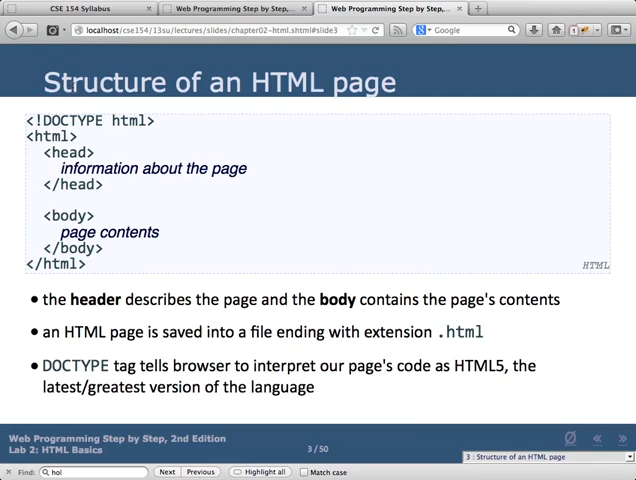 CSE 154 Syllabus
Web Programming Step by Step,...
Web Programming Step by Step, 2nd Ed...
localhost/cse154/13su/lectures/slides/chapter02-html.shtml#slide3
Google
Structure of an HTML page
<!DOCTYPE html>
<html>
<head>
information about the page
</head>
<body>
page contents
</body>
</html>
HTML
• the header describes the page and the body contains the page's contents
• an HTML page is saved into a file ending with extension .html
• DOCTYPE tag tells browser to interpret our page's code as HTML5, the
latest/greatest version of the language
Web Programming Step by Step, 2nd Edition
Lab 2: HTML Basics
3 / 50
Ø « »
3 : Structure of an HTML page
× Find: hol Next Previous Highlight all Match case